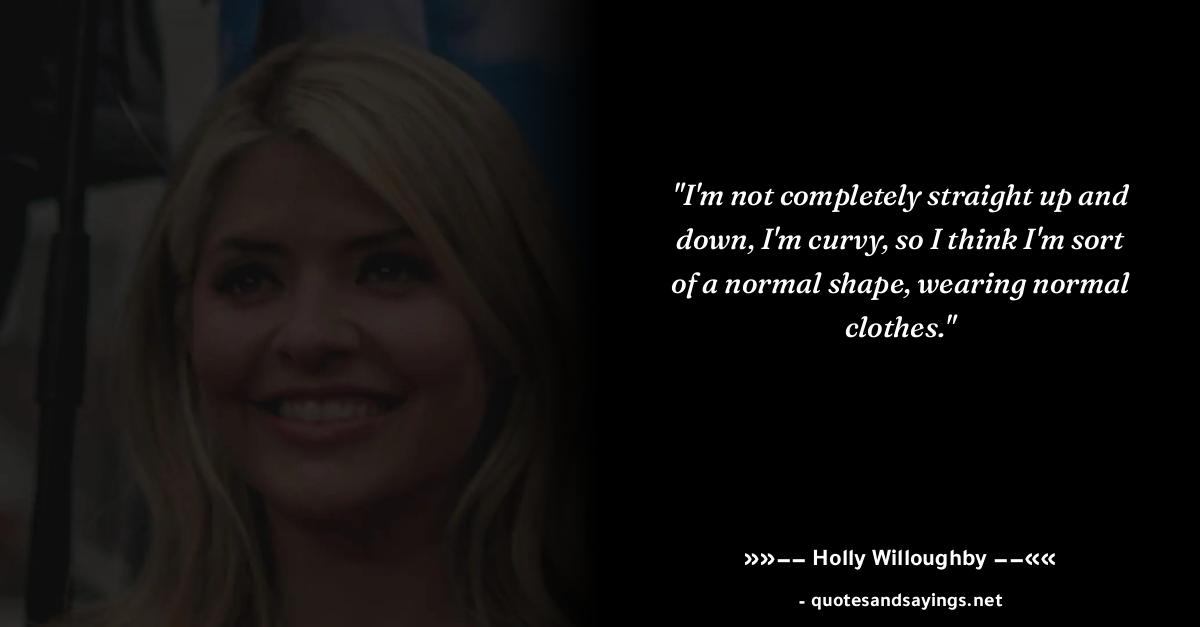 "I'm not completely straight up and
down, I'm curvy, so I think I'm sort
of a normal shape, wearing normal
clothes."
»»−− Holly Willoughby −−««
- quotesandsayings.net